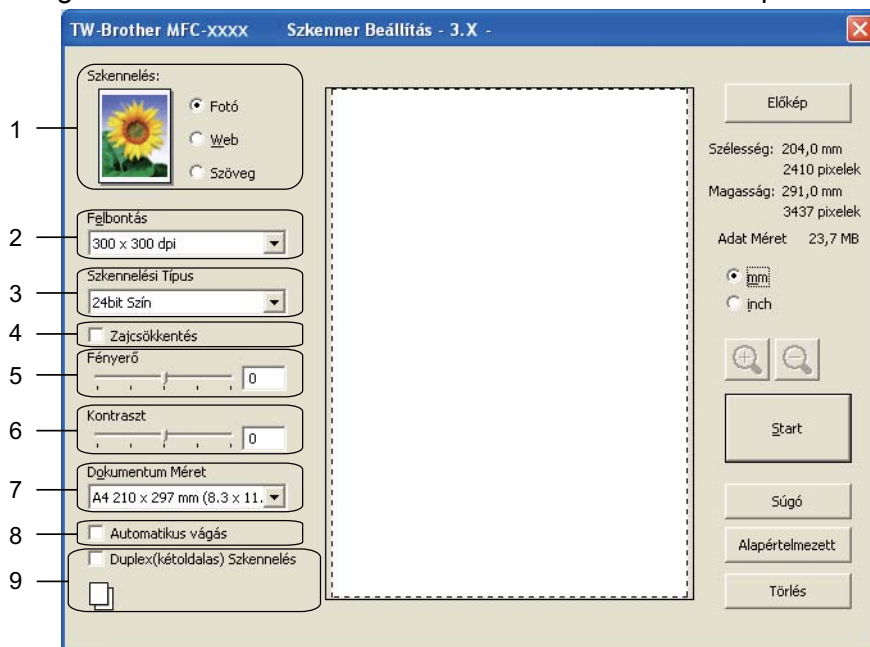 TW-Brother MFC-xxxx Szkenner Beállítás - 3.X -
Szkennelés:
Fotó
Web
Szöveg
1
Felbontás
300 x 300 dpi
2
Szkennelési Típus
24bit Szín
3
Zajcsökkentés
4
Fényerő
0
5
Kontraszt
0
6
Dokumentum Méret
A4 210 x 297 mm (8.3 x 11.
7
Automatikus vágás
8
Duplex(kétoldalas) Szkennelés
9
Előkép
Szélesség: 204,0 mm
2410 pixelek
Magasság: 291,0 mm
3437 pixelek
Adat Méret 23,7 MB
mm
inch
Start
Súgó
Alapértelmezett
Törlés